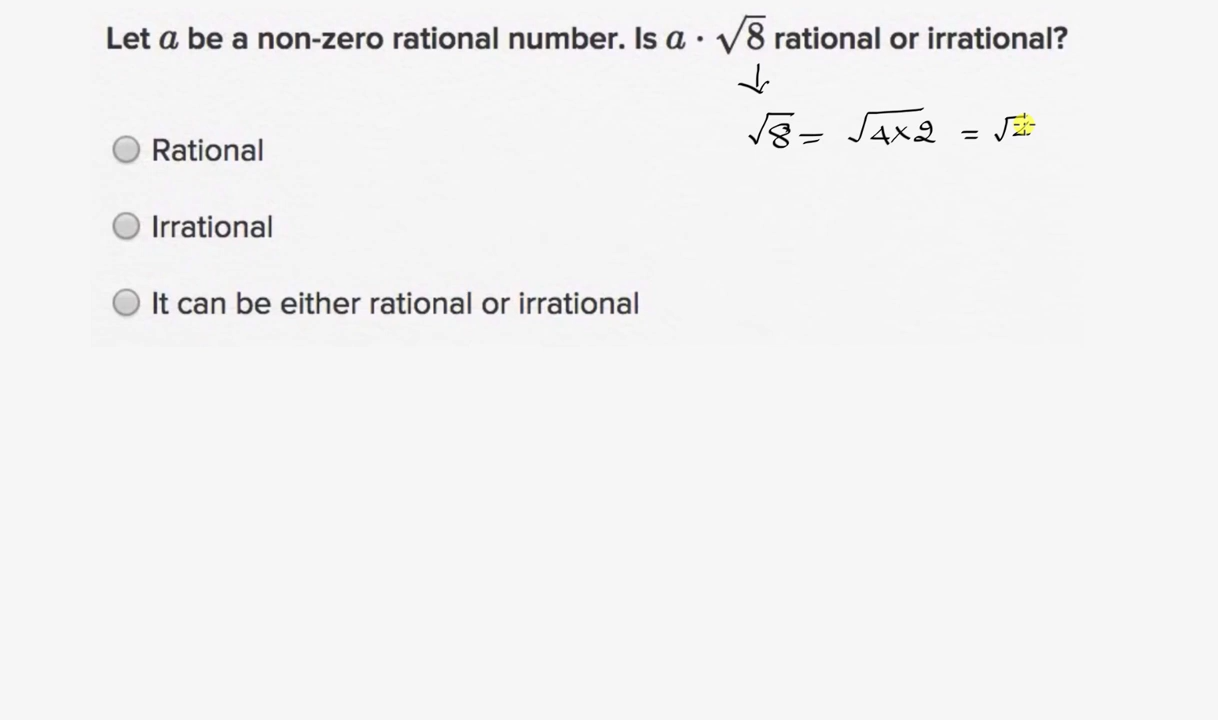 Let a be a non-zero rational number. Is a · √8 rational or irrational?
√8 = √4×2 = √4
Rational
Irrational
It can be either rational or irrational